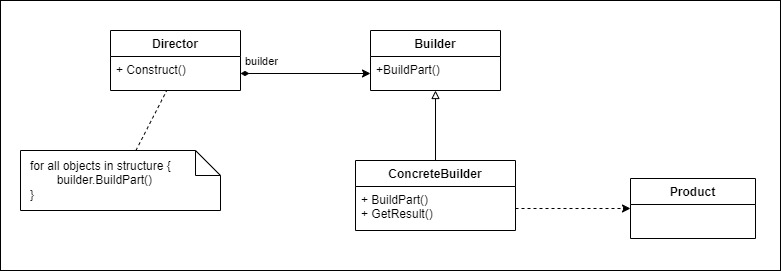 Director
+ Construct()
builder
Builder
+BuildPart()
for all objects in structure {
builder.BuildPart()
}
ConcreteBuilder
+ BuildPart()
+ GetResult()
Product